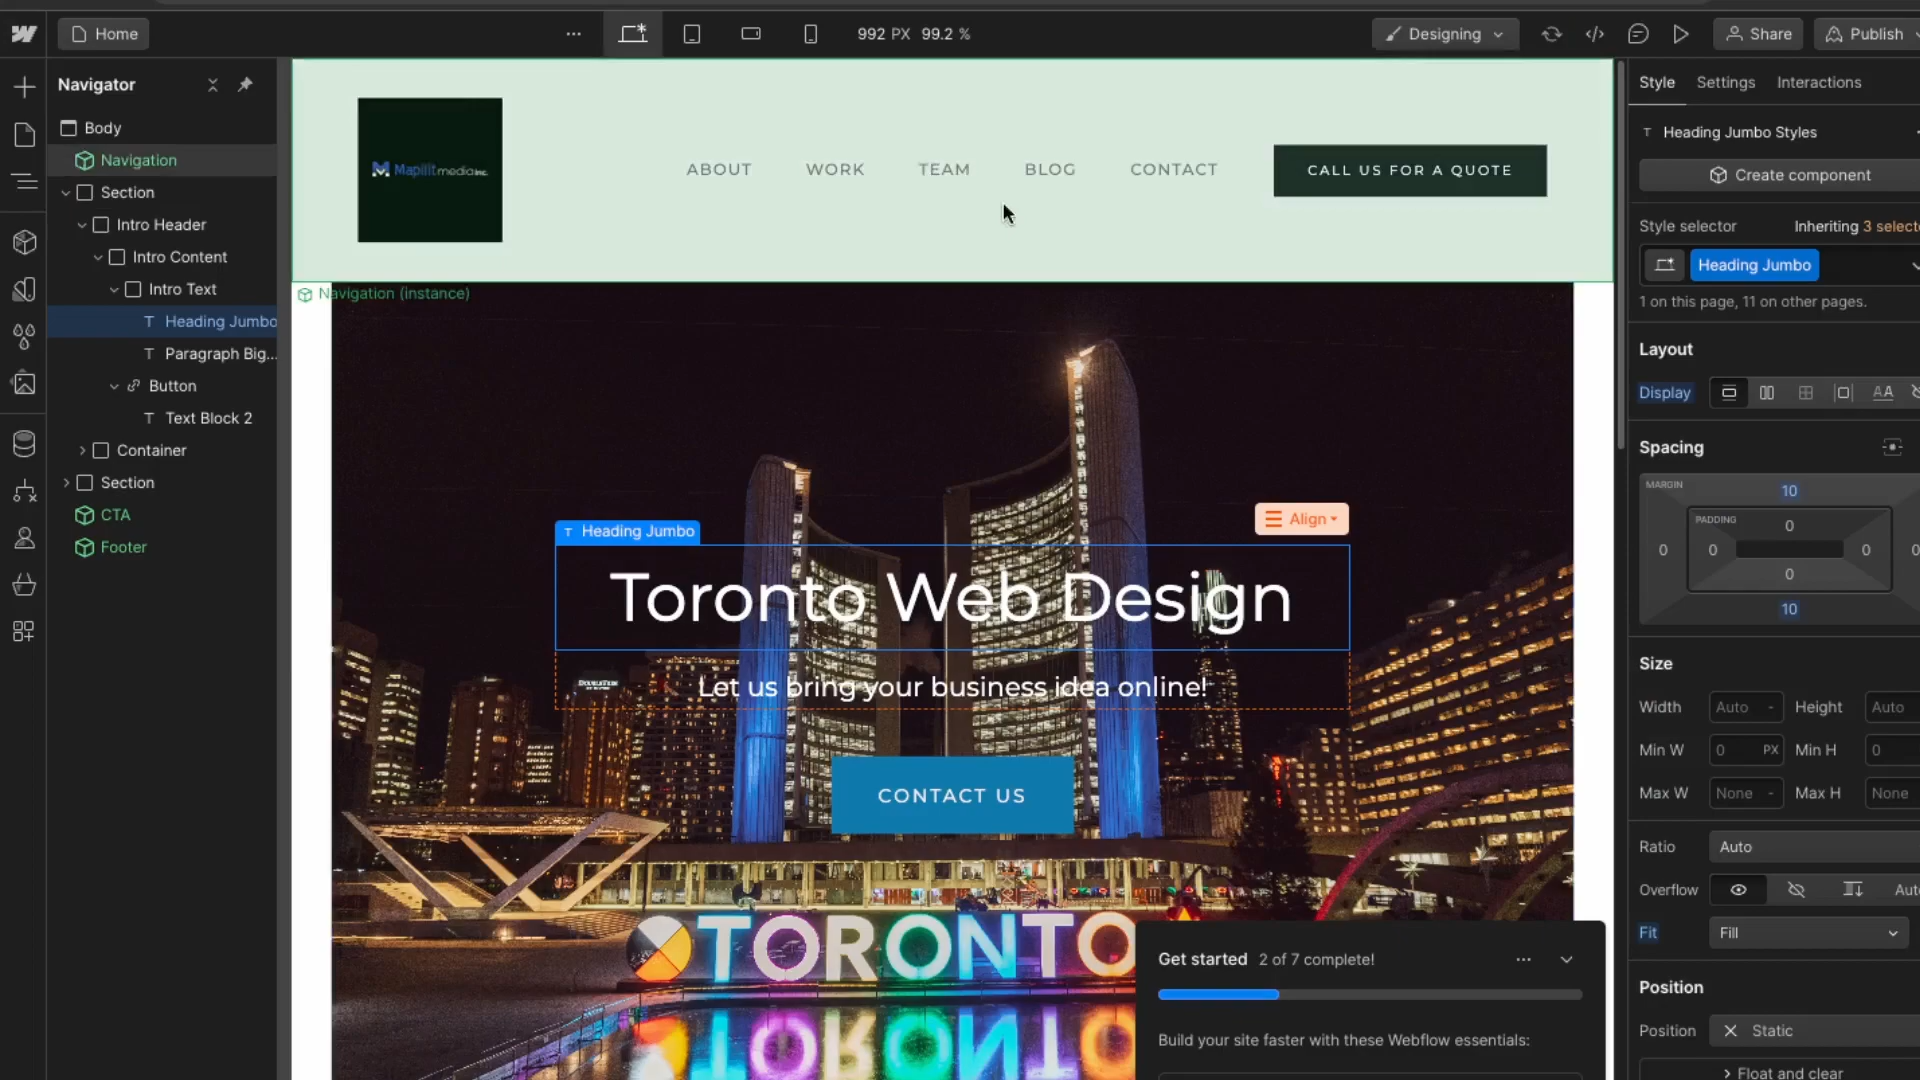 Home
992 PX 99.2 %
Designing
Share
Publish
Navigator
Body
Navigation
Section
Intro Header
Intro Content
Intro Text
Heading Jumbo
Paragraph Big...
Button
Text Block 2
Container
Section
CTA
Footer
Mapilitmediainc.
ABOUT
WORK
TEAM
BLOG
CONTACT
CALL US FOR A QUOTE
Navigation (instance)
Heading Jumbo
Align
Toronto Web Design
Let us bring your business idea online!
CONTACT US
TORONTO
Get started 2 of 7 complete!
Build your site faster with these Webflow essentials:
Style Settings Interactions
Heading Jumbo Styles
Create component
Style selector Inheriting 3 selecto
Heading Jumbo
1 on this page, 11 on other pages.
Layout
Display
Spacing
MARGIN
10
PADDING
0
0 0 0 0
0
10
Size
Width Auto - Height Auto
Min W 0 PX Min H 0
Max W None - Max H None
Ratio Auto
Overflow Auto
Fit Fill
Position
Position Static
Float and clear